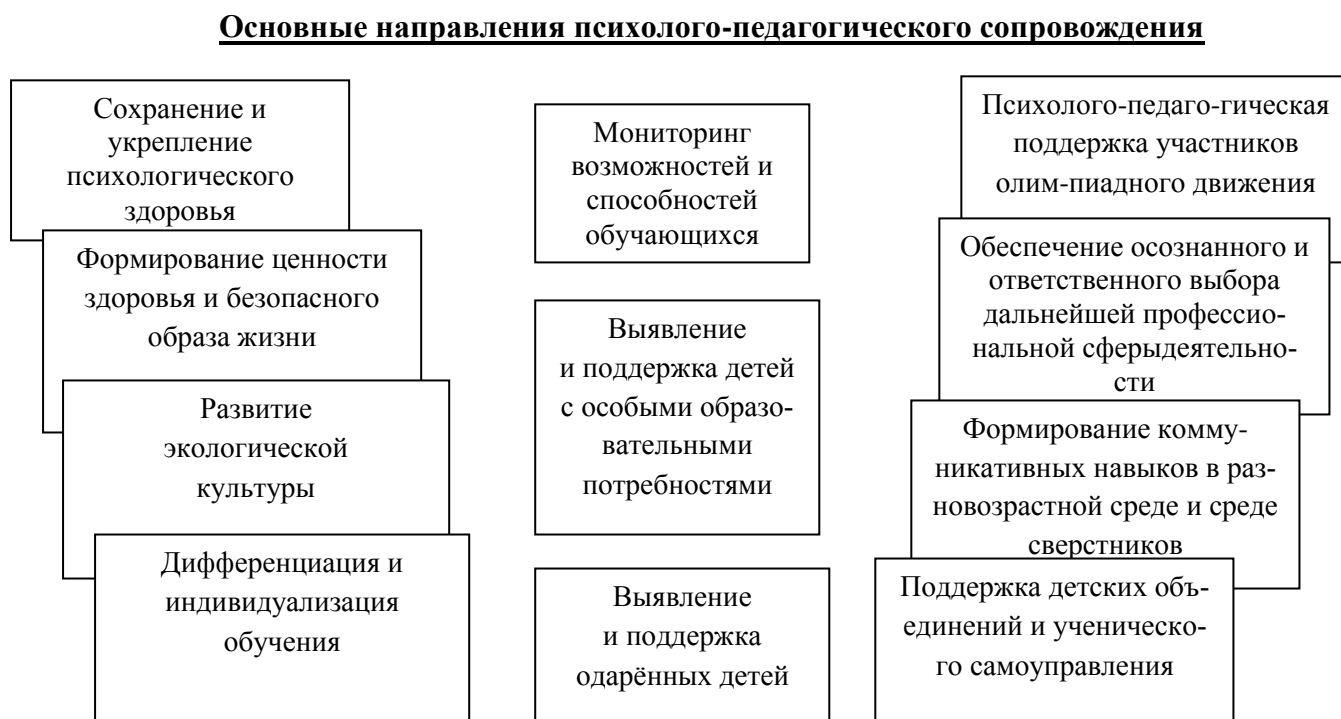 Основные направления психолого-педагогического сопровождения
Сохранение и
укрепление
психологического
здоровья
Формирование ценности
здоровья и безопасного
образа жизни
Развитие
экологической
культуры
Дифференциация и
индивидуализация
обучения
Мониторинг
возможностей и
способностей
обучающихся
Выявление
и поддержка детей
с особыми образо-
вательными
потребностями
Выявление
и поддержка
одарённых детей
Психолого-педаго-гическая
поддержка участников
олим-пиадного движения
Обеспечение осознанного и
ответственного выбора
дальнейшей профессио-
нальной сферыдеятельно-
сти
Формирование комму-
никативных навыков в раз-
новозрастной среде и среде
сверстников
Поддержка детских объ-
единений и ученическо-
го самоуправления